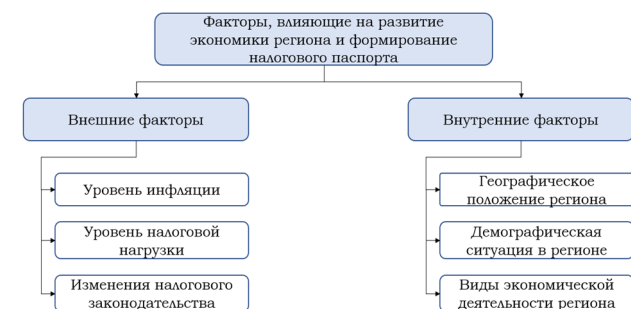 Факторы, влияющие на развитие
экономики региона и формирование
налогового паспорта
Внешние факторы
Внутренние факторы
Уровень инфляции
Уровень налоговой
нагрузки
Изменения налогового
законодательства
Географическое
положение региона
Демографическая
ситуация в регионе
Виды экономической
деятельности региона